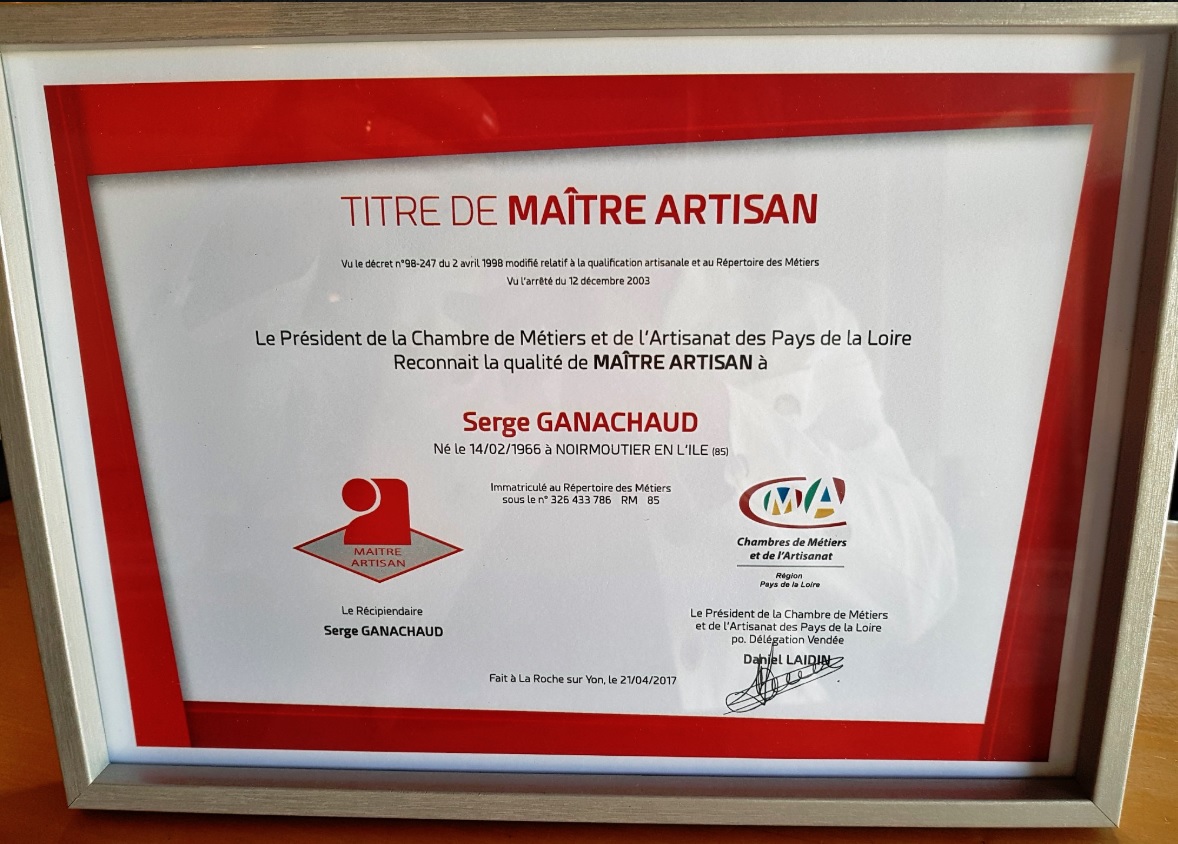 TITRE DE MAÎTRE ARTISAN
Vu le décret n°98-247 du 2 avril 1998 modifié relatif à la qualification artisanale et au Répertoire des Métiers
Vu l'arrêté du 12 décembre 2003
Le Président de la Chambre de Métiers et de l'Artisanat des Pays de la Loire
Reconnait la qualité de MAÎTRE ARTISAN à
Serge GANACHAUD
Né le 14/02/1966 à NOIRMOUTIER EN L'ILE (85)
Immatriculé au Répertoire des Métiers
sous le n° 326 433 786 RM 85
MAITRE
ARTISAN
CMA
Chambres de Métiers
et de l'Artisanat
Région
Pays de la Loire
Le Récipiendaire
Serge GANACHAUD
Le Président de la Chambre de Métiers
et de l'Artisanat des Pays de la Loire
po. Délégation Vendée
Daniel LAIDIN
Fait à La Roche sur Yon, le 21/04/2017